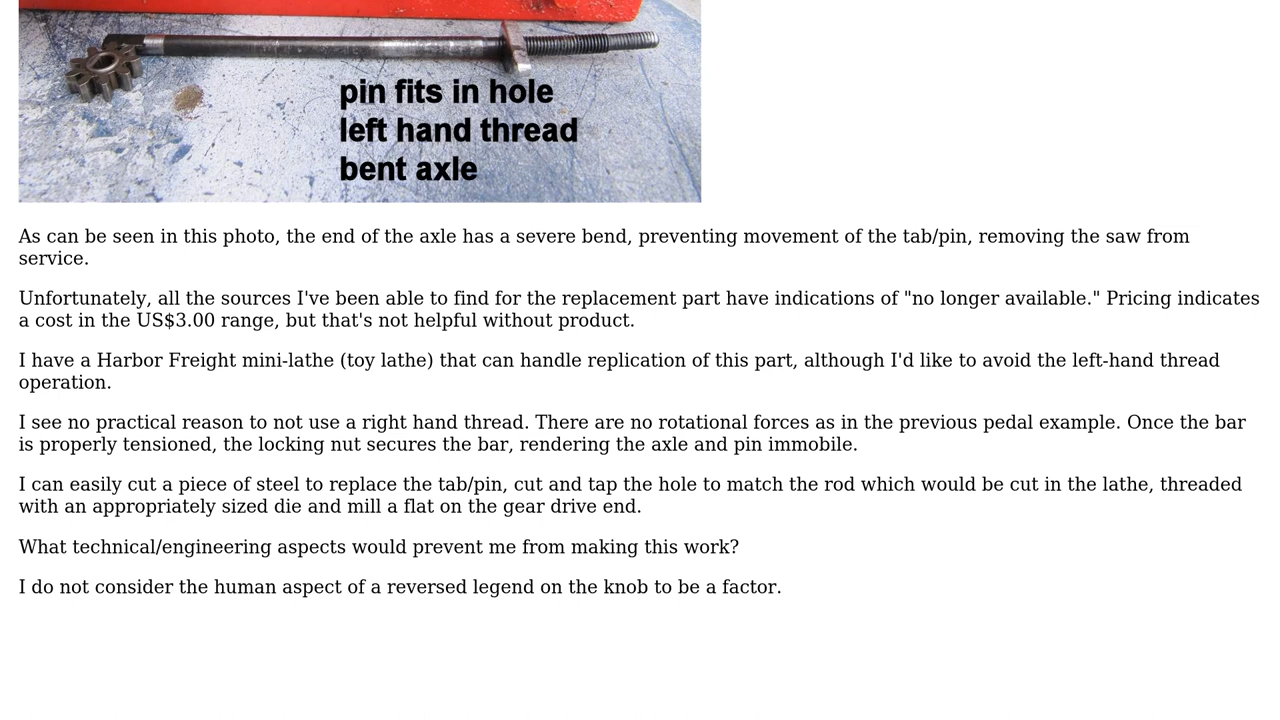 pin fits in hole
left hand thread
bent axle
As can be seen in this photo, the end of the axle has a severe bend, preventing movement of the tab/pin, removing the saw from
service.
Unfortunately, all the sources I've been able to find for the replacement part have indications of "no longer available." Pricing indicates
a cost in the US$3.00 range, but that's not helpful without product.
I have a Harbor Freight mini-lathe (toy lathe) that can handle replication of this part, although I'd like to avoid the left-hand thread
operation.
I see no practical reason to not use a right hand thread. There are no rotational forces as in the previous pedal example. Once the bar
is properly tensioned, the locking nut secures the bar, rendering the axle and pin immobile.
I can easily cut a piece of steel to replace the tab/pin, cut and tap the hole to match the rod which would be cut in the lathe, threaded
with an appropriately sized die and mill a flat on the gear drive end.
What technical/engineering aspects would prevent me from making this work?
I do not consider the human aspect of a reversed legend on the knob to be a factor.